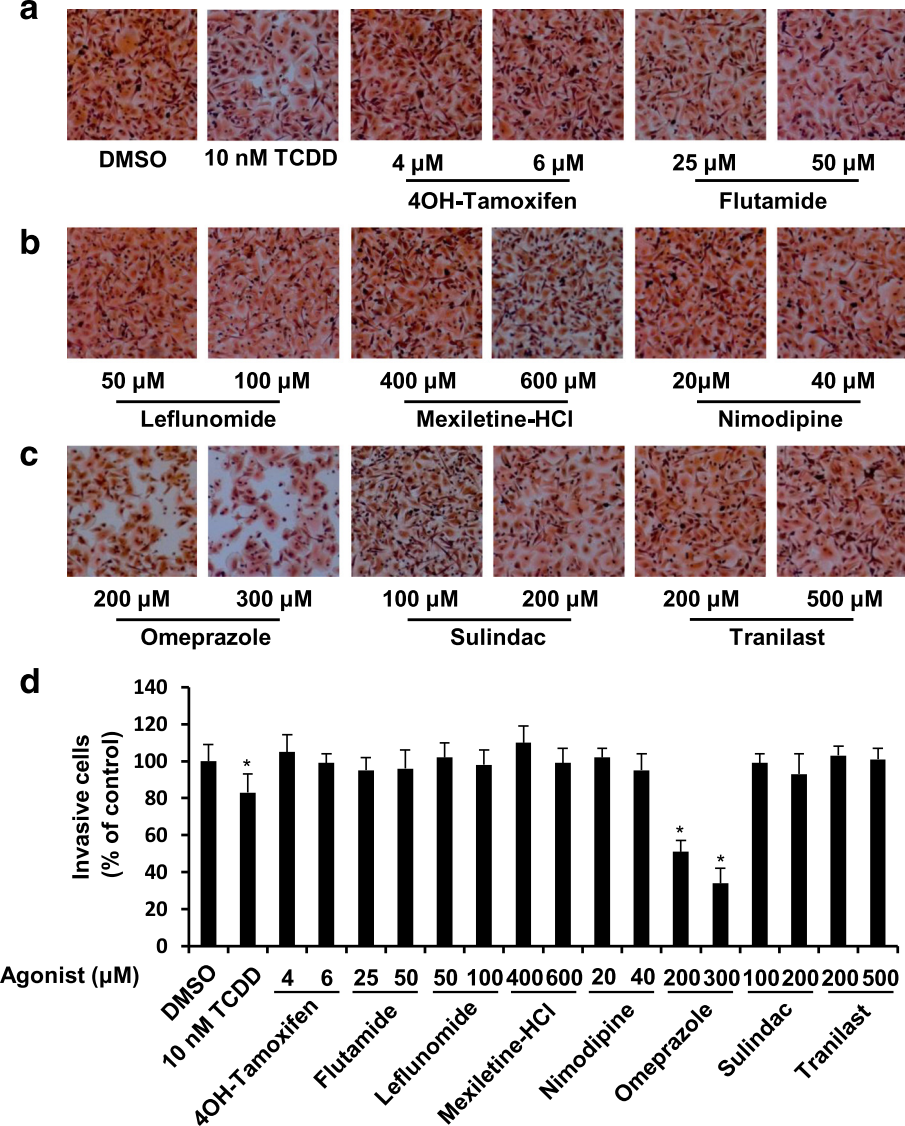 a
DMSO 10 nM TCDD 4 µM 6 µM 25 µM 50 µM
4OH-Tamoxifen Flutamide
b
50 µM 100 µM 400 µM 600 µM 20µM 40 µM
Leflunomide Mexiletine-HCl Nimodipine
c
200 µM 300 µM 100 µM 200 µM 200 µM 500 µM
Omeprazole Sulindac Tranilast
d
Invasive cells
(% of control)
140
120
100
80
60
40
20
0
*
*
*
Agonist (µM) 4 6 25 50 50 100 400 600 20 40 200 300 100 200 200 500
DMSO
10 nM TCDD
4OH-Tamoxifen
Flutamide
Leflunomide
Mexiletine-HCl
Nimodipine
Omeprazole
Sulindac
Tranilast